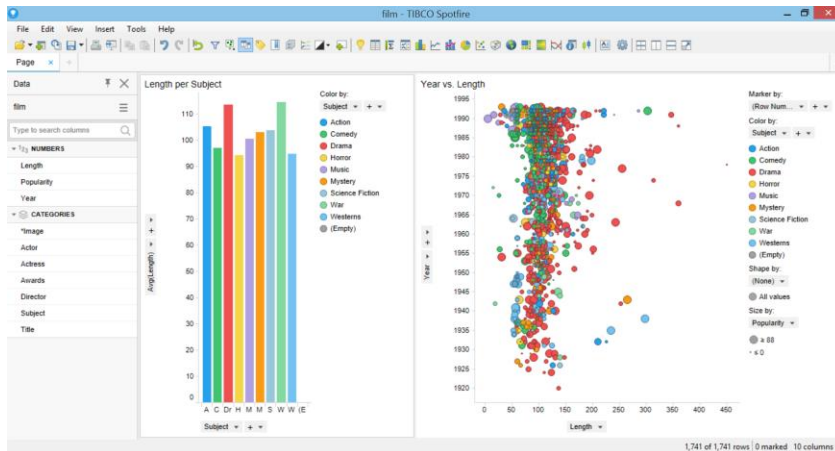 film - TIBCO Spotfire
File Edit View Insert Tools Help
Page
Data
film
Type to search columns
NUMBERS
Length
Popularity
Year
CATEGORIES
*Image
Actor
Actress
Awards
Director
Subject
Title
Length per Subject
110
100
90
80
70
60
50
40
30
20
10
0
Avg(Length)
A C Dr H M M S W W (E
Subject
Color by:
Subject
Action
Comedy
Drama
Horror
Music
Mystery
Science Fiction
War
Westerns
(Empty)
Year vs. Length
1995
1990
1985
1980
1975
1970
1965
1960
1955
1950
1945
1940
1935
1930
1925
1920
Year
0 50 100 150 200 250 300 350 400 450
Length
Marker by:
(Row Num...
Color by:
Subject
Action
Comedy
Drama
Horror
Music
Mystery
Science Fiction
War
Westerns
(Empty)
Shape by:
(None)
All values
Size by:
Popularity
≥ 88
≤ 0
1,741 of 1,741 rows 0 marked 10 columns